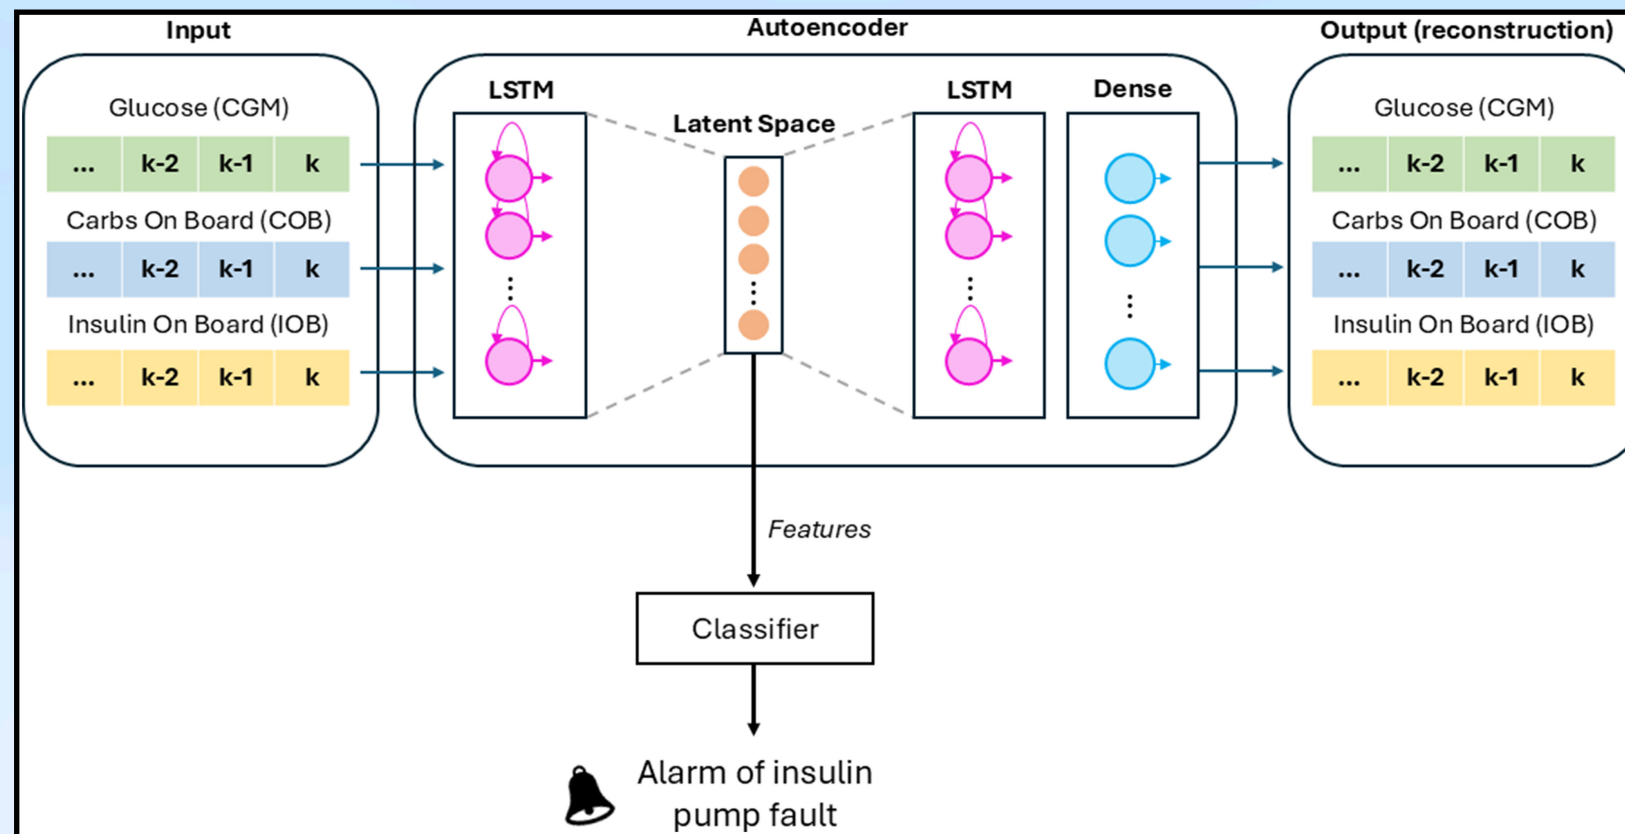 Input
Autoencoder
Output (reconstruction)
Glucose (CGM)
... k-2 k-1 k
Carbs On Board (COB)
... k-2 k-1 k
Insulin On Board (IOB)
... k-2 k-1 k
LSTM
Latent Space
LSTM
Dense
Glucose (CGM)
... k-2 k-1 k
Carbs On Board (COB)
... k-2 k-1 k
Insulin On Board (IOB)
... k-2 k-1 k
Features
Classifier
Alarm of insulin
pump fault